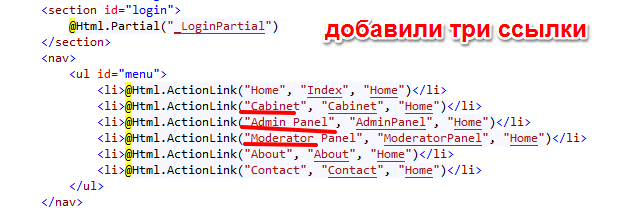 <section id="login">
@Html.Partial("_LoginPartial")
</section>
добавили три ссылки
<nav>
<ul id="menu">
<li>@Html.ActionLink("Home", "Index", "Home")</li>
<li>@Html.ActionLink("Cabinet", "Cabinet", "Home")</li>
<li>@Html.ActionLink("Admin Panel", "AdminPanel", "Home")</li>
<li>@Html.ActionLink("Moderator Panel", "ModeratorPanel", "Home")</li>
<li>@Html.ActionLink("About", "About", "Home")</li>
<li>@Html.ActionLink("Contact", "Contact", "Home")</li>
</ul>
</nav>